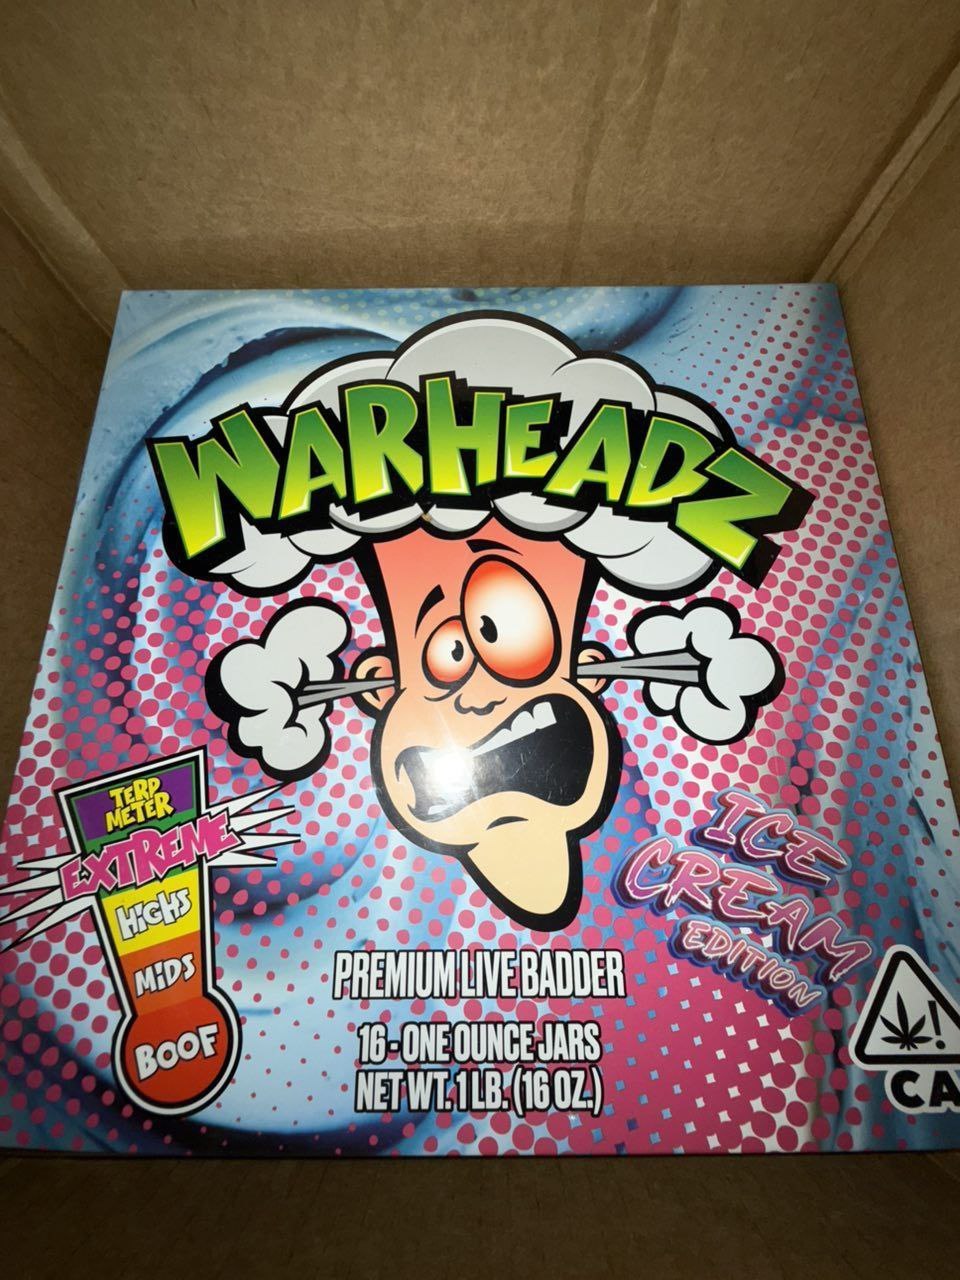 WARHEADZ
TERP
METER
EXTREME
HIGHS
MIDS
BOOF
ICE
CREAM
EDITION
PREMIUM LIVE BADDER
16 - ONE OUNCE JARS
NET WT. 1 LB. (16 OZ.)
!
CA